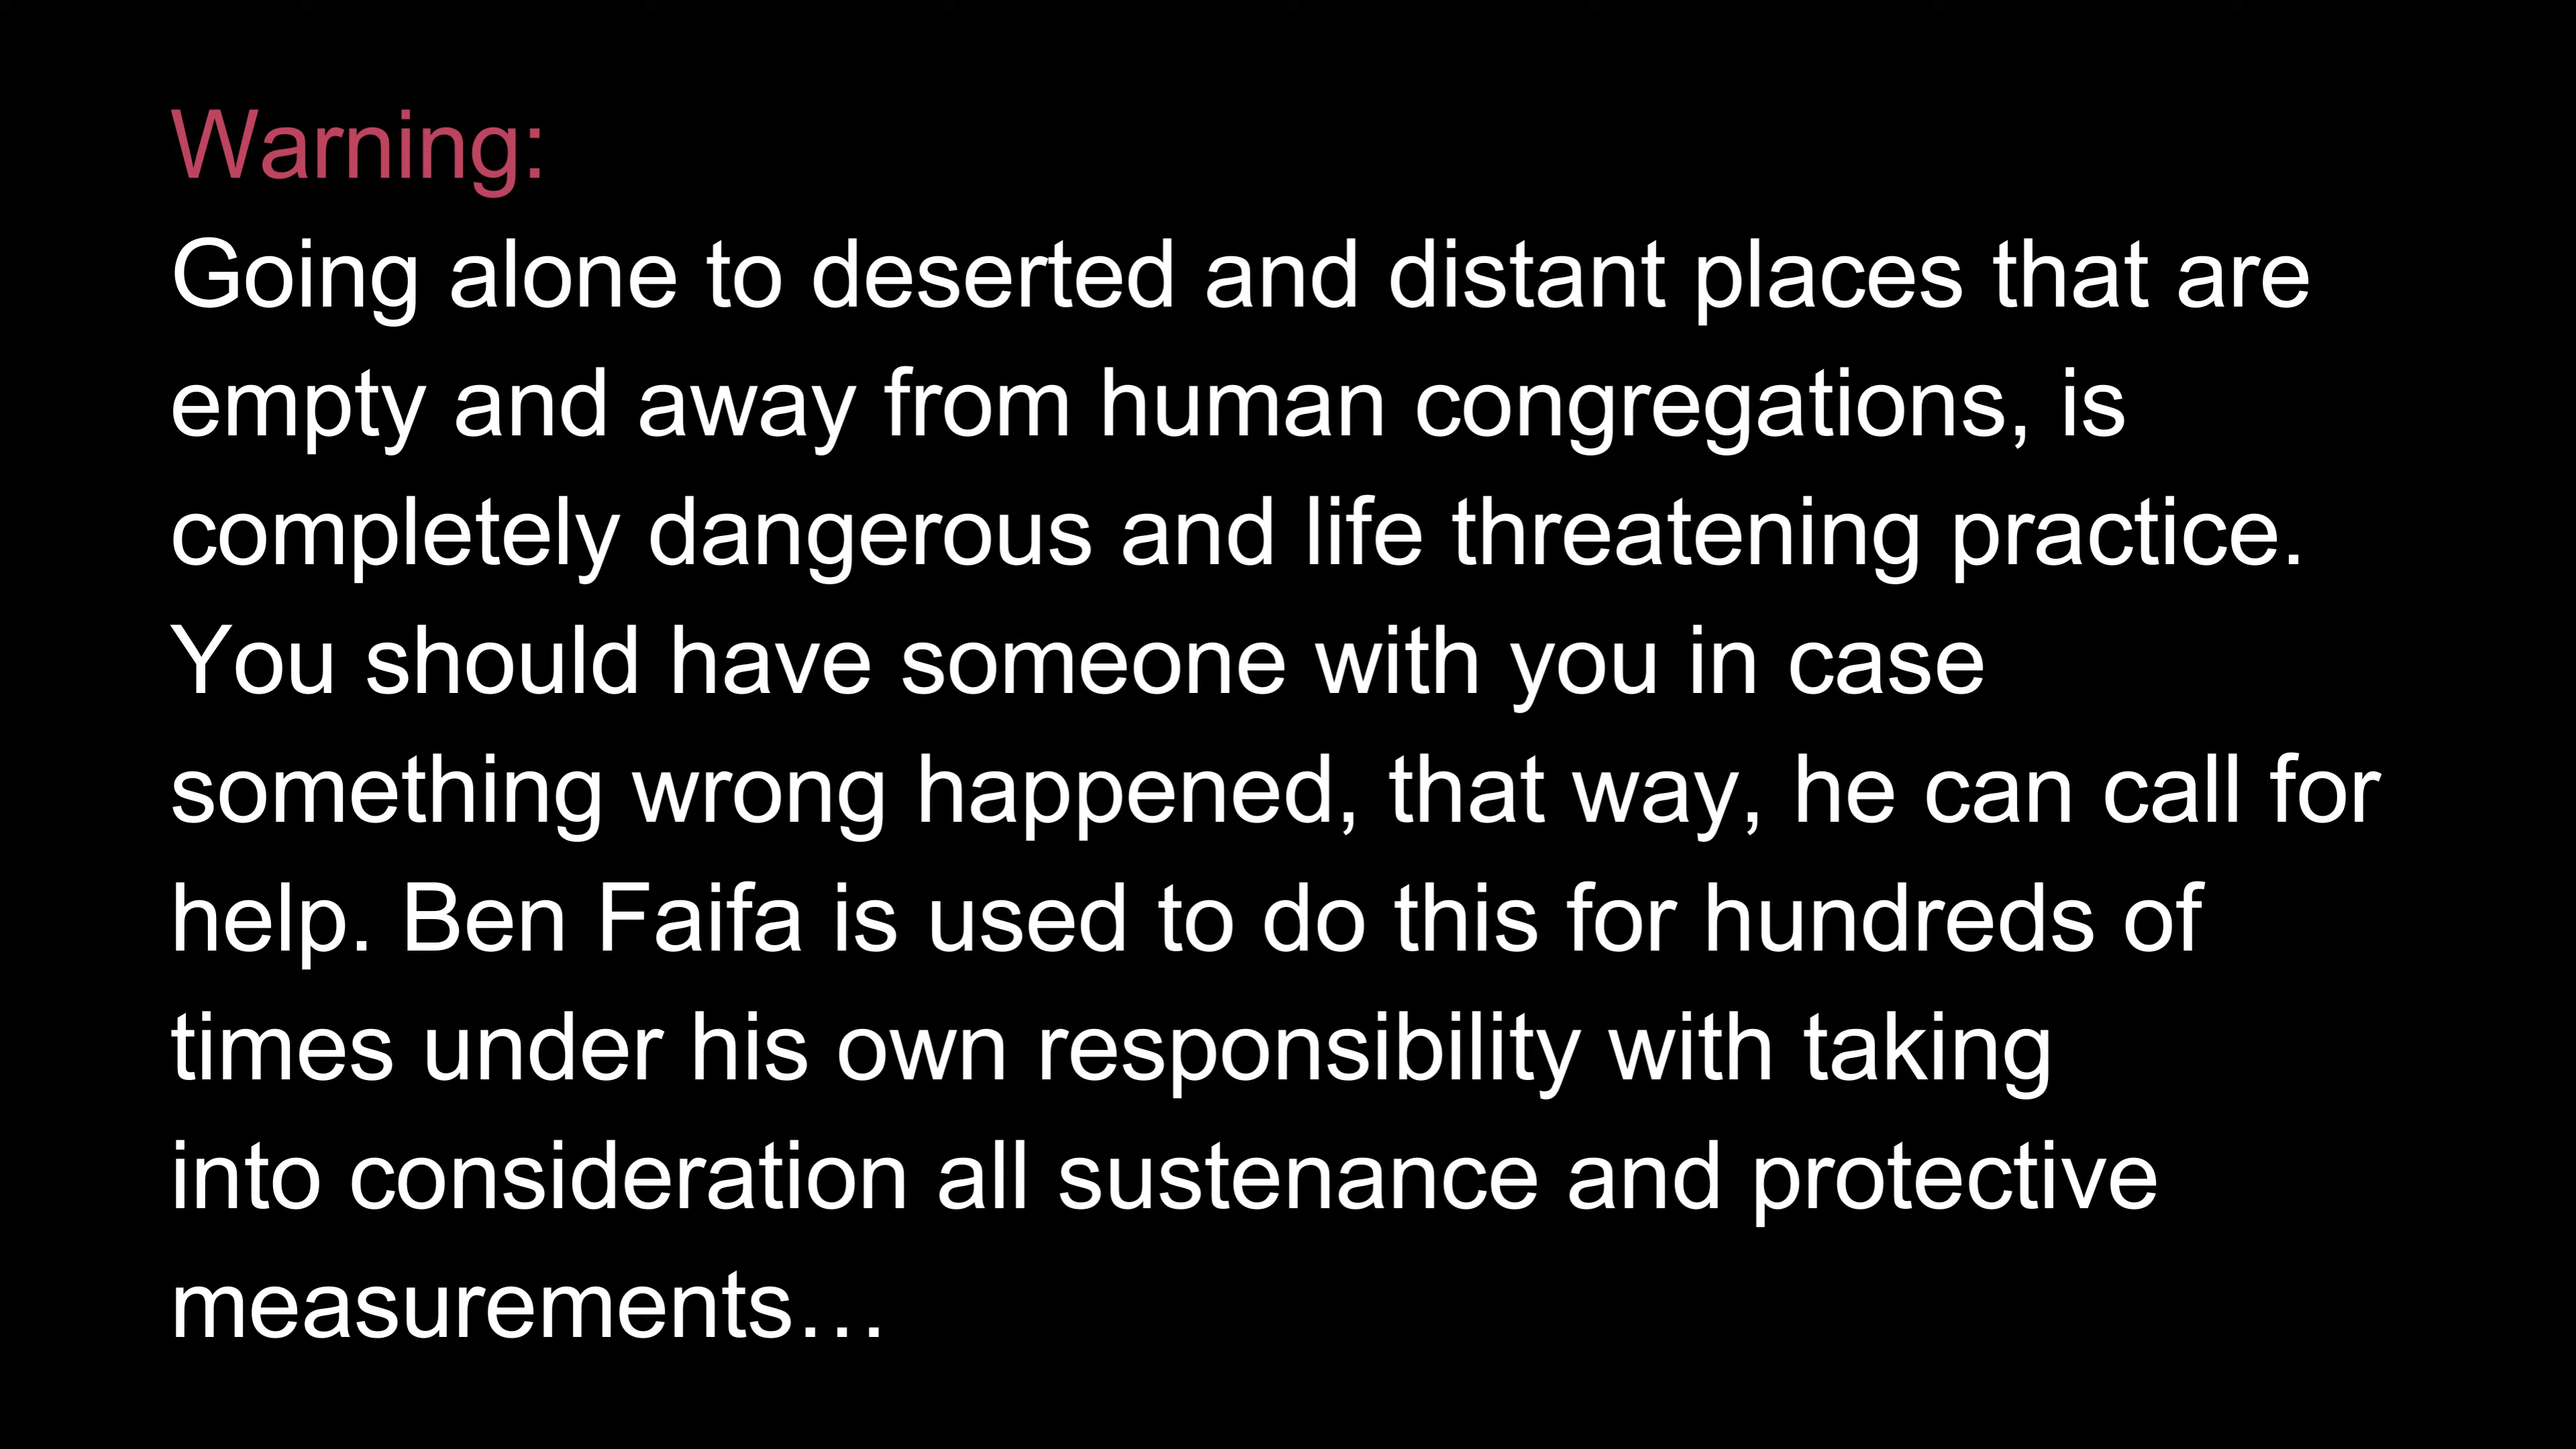 Warning:
Going alone to deserted and distant places that are
empty and away from human congregations, is
completely dangerous and life threatening practice.
You should have someone with you in case
something wrong happened, that way, he can call for
help. Ben Faifa is used to do this for hundreds of
times under his own responsibility with taking
into consideration all sustenance and protective
measurements…